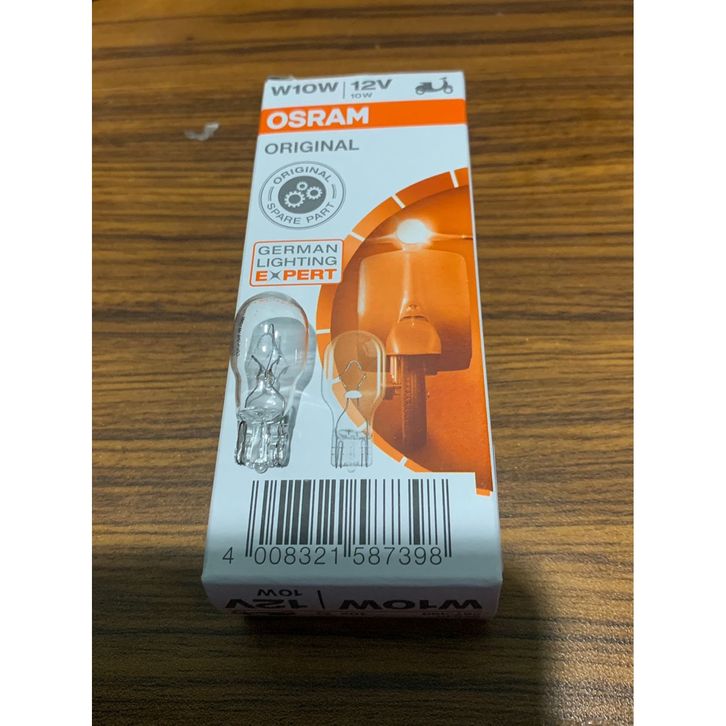 W10W | 12V
10W
OSRAM
ORIGINAL
ORIGINAL
SPARE PART
GERMAN
LIGHTING
EXPERT
4 008321 587398
W10W | 12V
10W